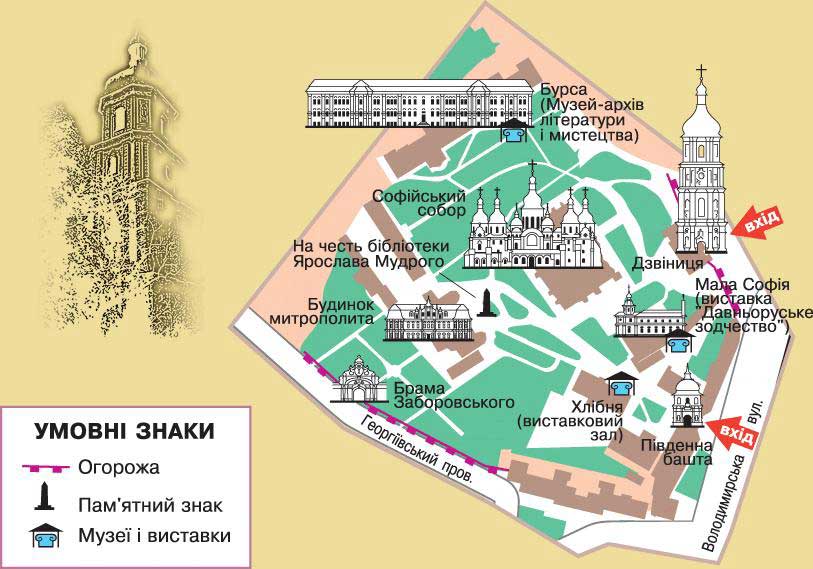 Бурса
(Музей-архів
літератури
і мистецтва)
Софійський
собор
вхід
На честь бібліотеки
Ярослава Мудрого
Дзвіниця
Мала Софія
(виставка
"Давньоруське
зодчество")
Будинок
митрополита
Брама
Заборовського
Хлібня
(виставковий
зал)
вхід
Південна
башта
Георгіївський пров.
Володимирська вул.
УМОВНІ ЗНАКИ
Огорожа
Пам'ятний знак
Музеї і виставки